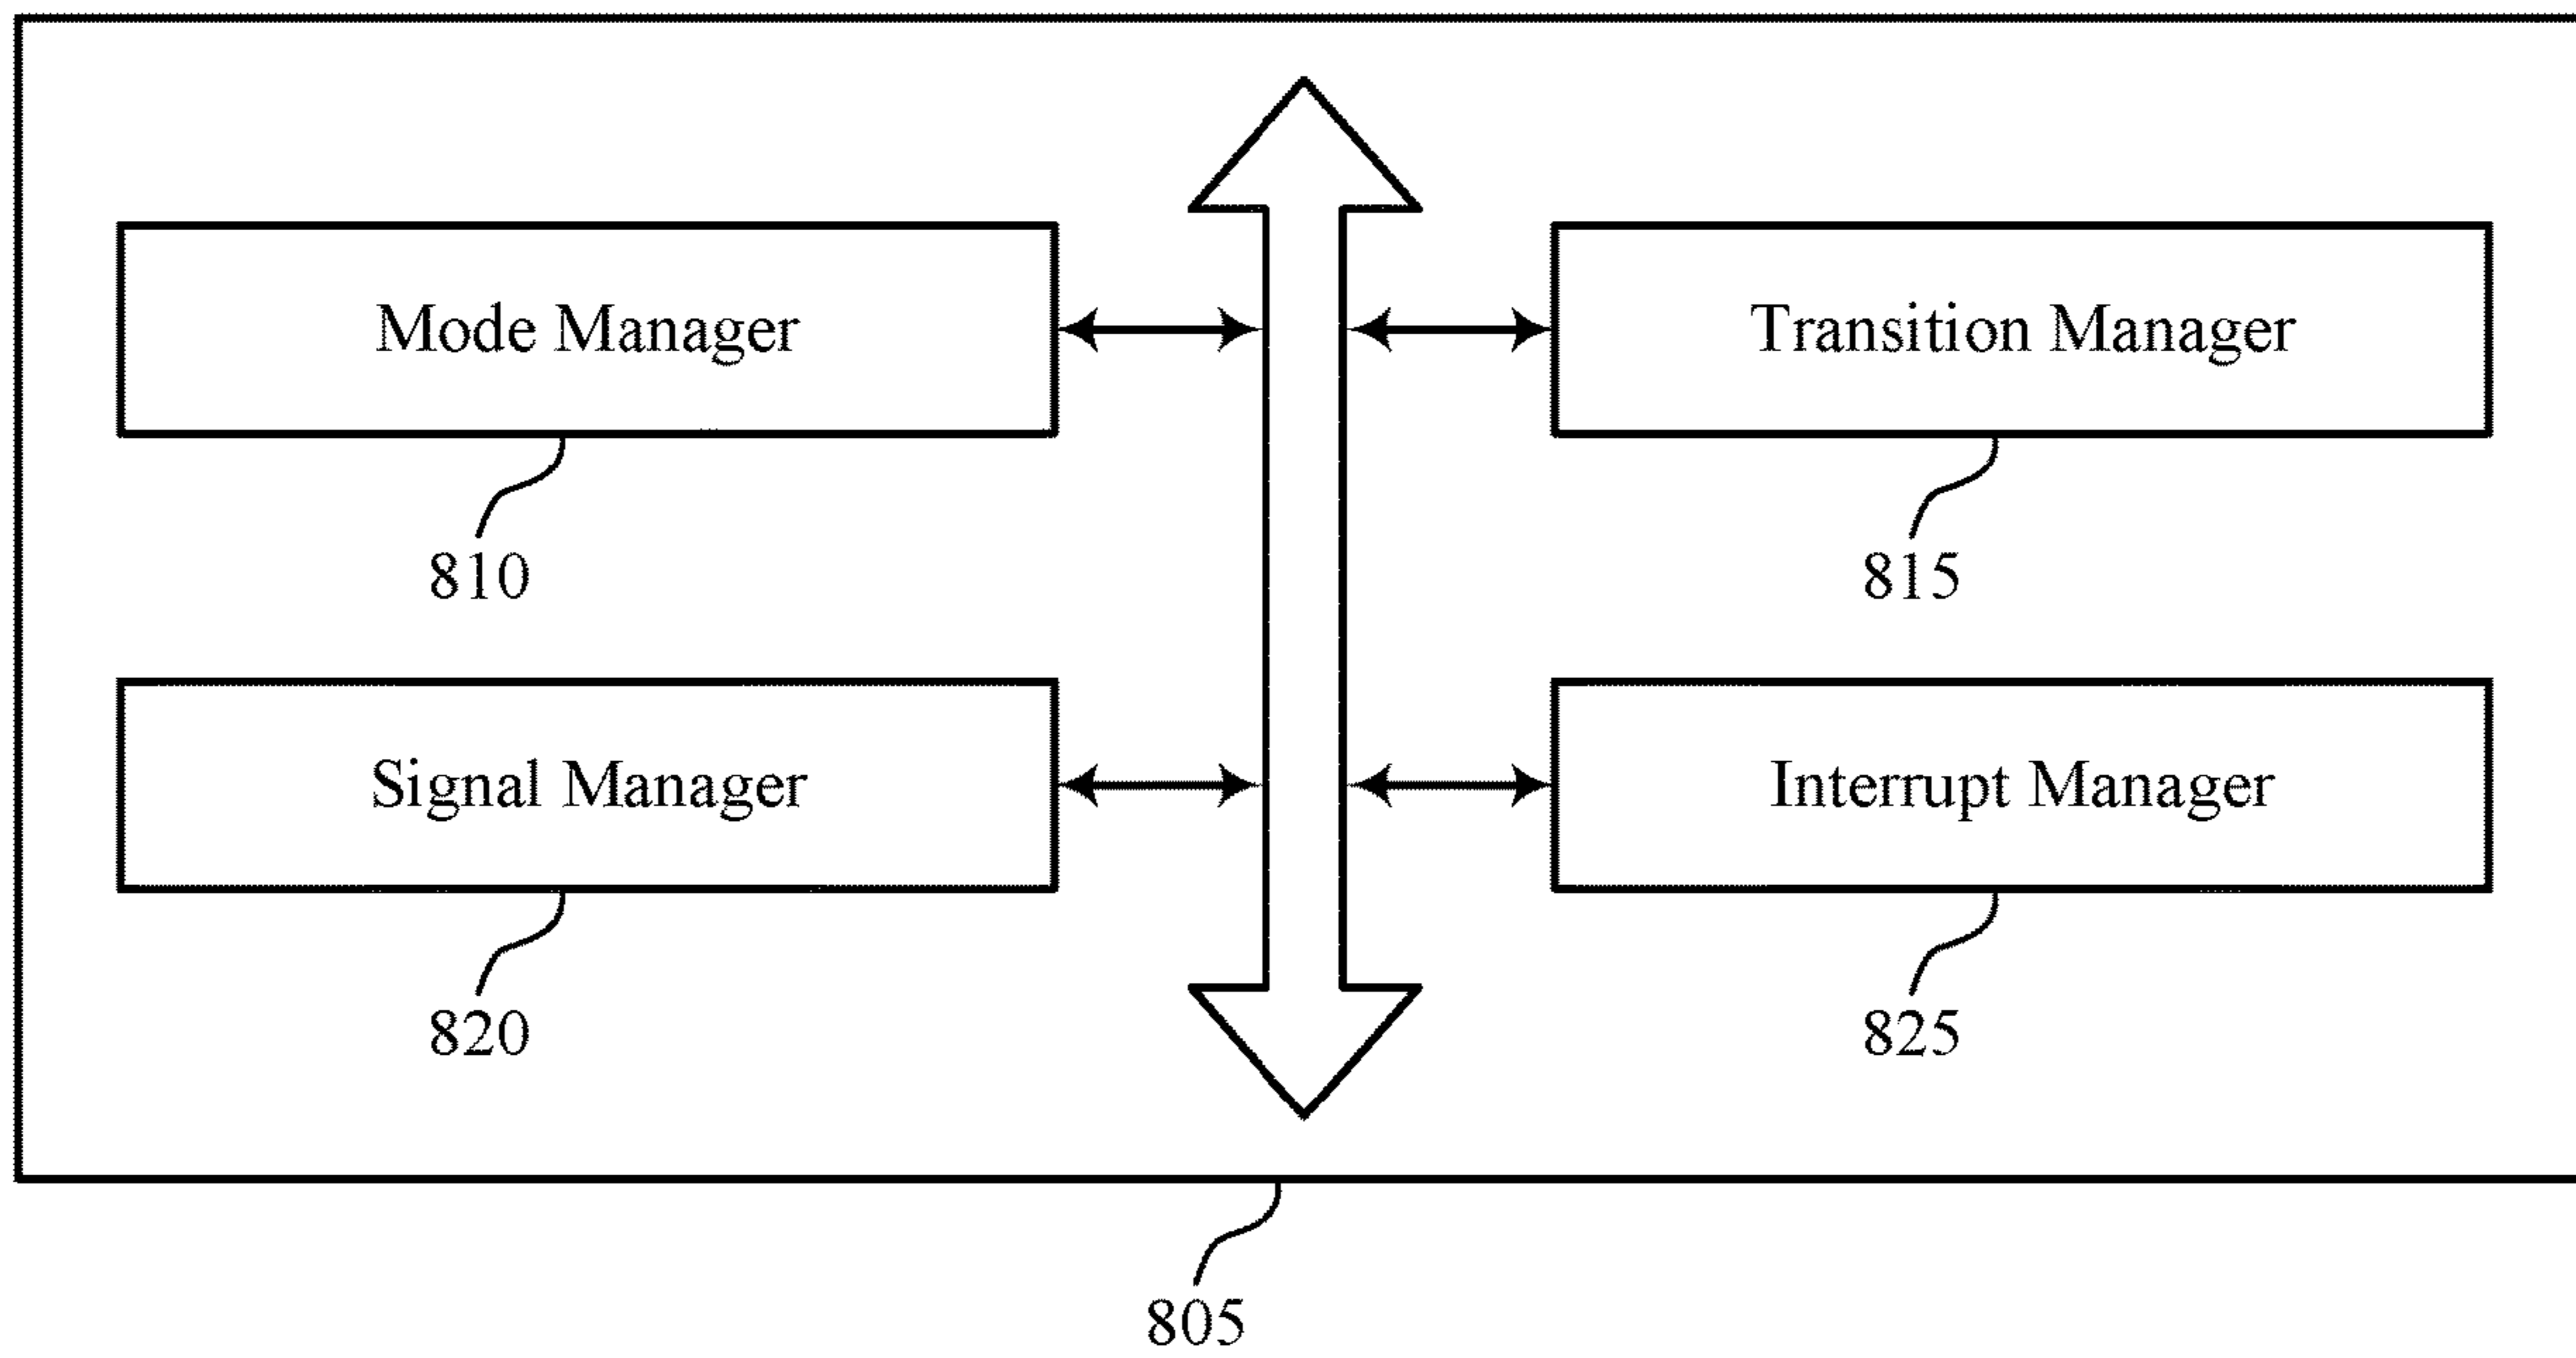 Mode Manager
Transition Manager
810
815
Signal Manager
Interrupt Manager
820
825
805